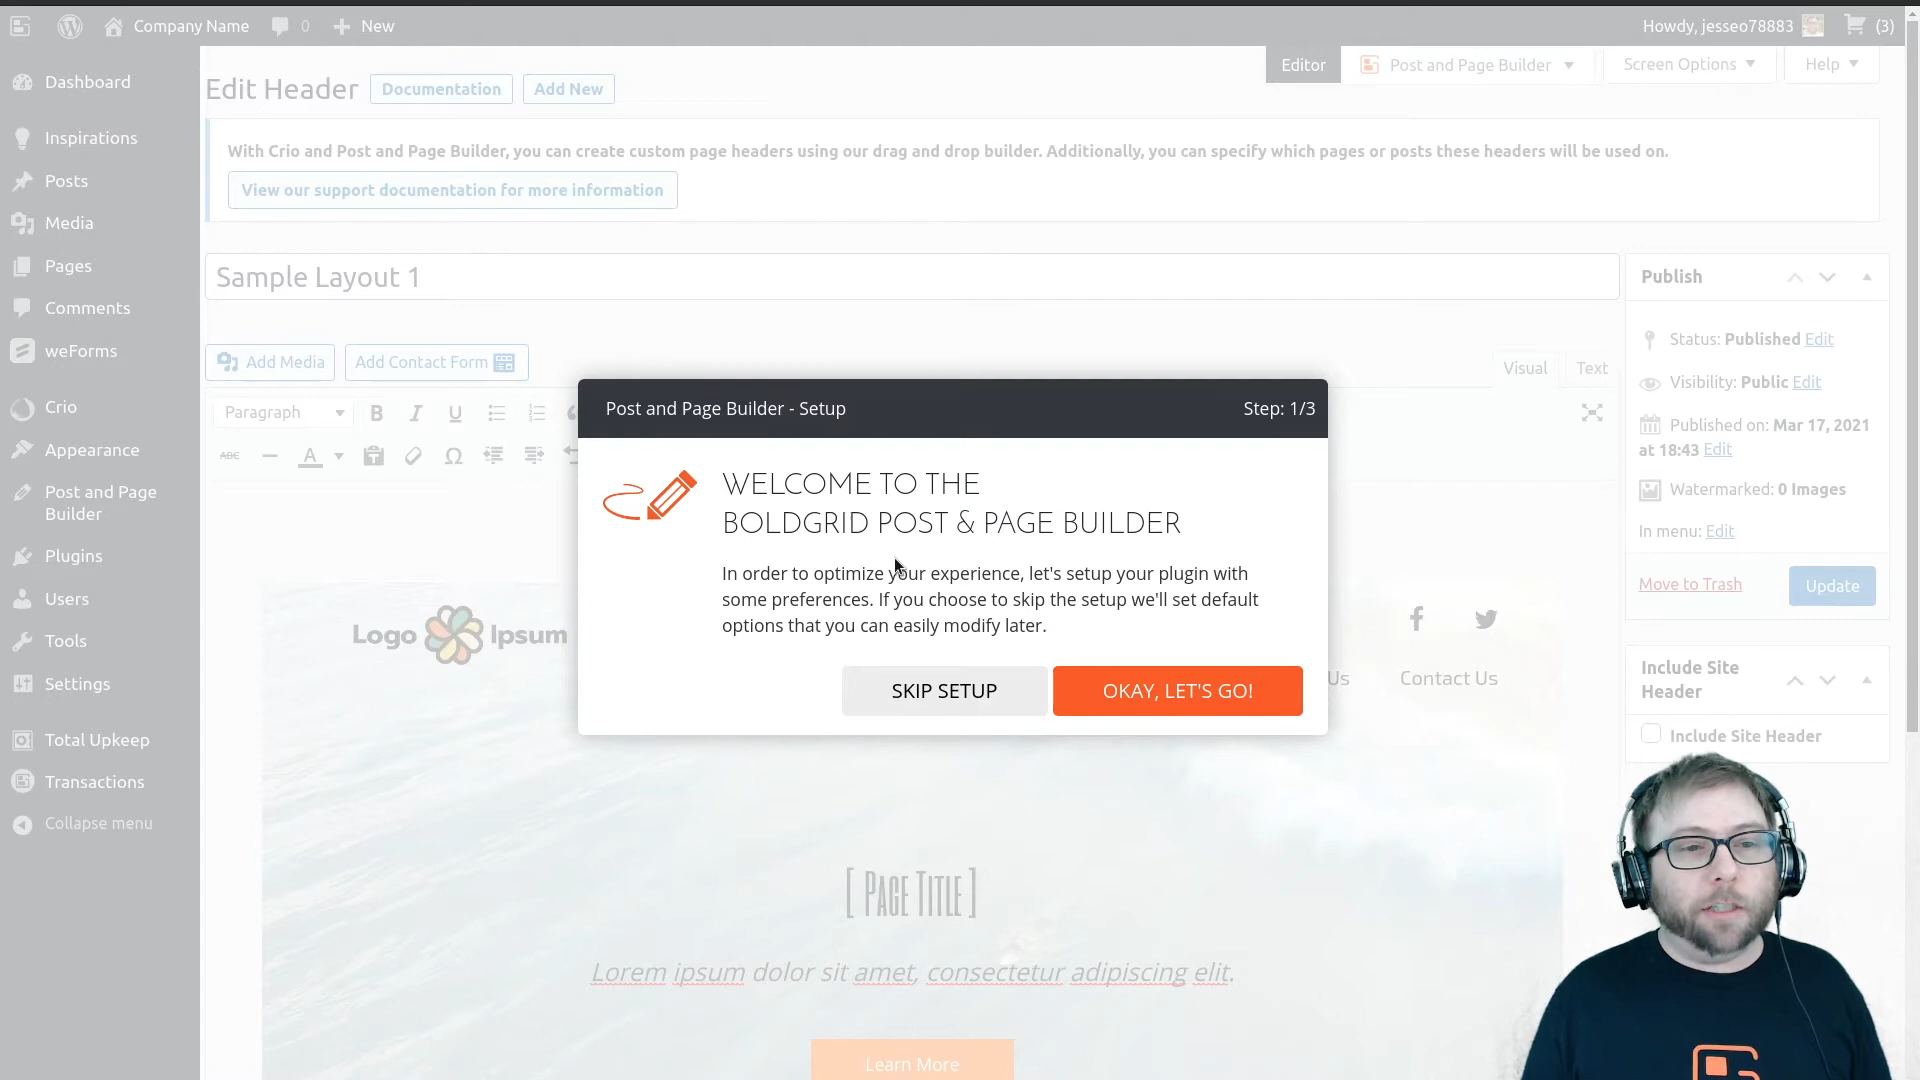 Company Name
0
New
Howdy, jesseo78883
(3)
Dashboard
Inspirations
Posts
Media
Pages
Comments
weForms
Crio
Appearance
Post and Page
Builder
Plugins
Users
Tools
Settings
Total Upkeep
Transactions
Collapse menu
Edit Header
Documentation
Add New
Editor
Post and Page Builder
Screen Options
Help
With Crio and Post and Page Builder, you can create custom page headers using our drag and drop builder. Additionally, you can specify which pages or posts these headers will be used on.
View our support documentation for more information
Sample Layout 1
Add Media
Add Contact Form
Visual
Text
Paragraph
B
I
U
ABC
A
Ω
Post and Page Builder - Setup
Step: 1/3
WELCOME TO THE
BOLDGRID POST & PAGE BUILDER
In order to optimize your experience, let's setup your plugin with
some preferences. If you choose to skip the setup we'll set default
options that you can easily modify later.
SKIP SETUP
OKAY, LET'S GO!
Logo Ipsum
Us
Contact Us
[ PAGE TITLE ]
Lorem ipsum dolor sit amet, consectetur adipiscing elit.
Learn More
Publish
Status: Published Edit
Visibility: Public Edit
Published on: Mar 17, 2021
at 18:43 Edit
Watermarked: 0 Images
In menu: Edit
Move to Trash
Update
Include Site
Header
Include Site Header